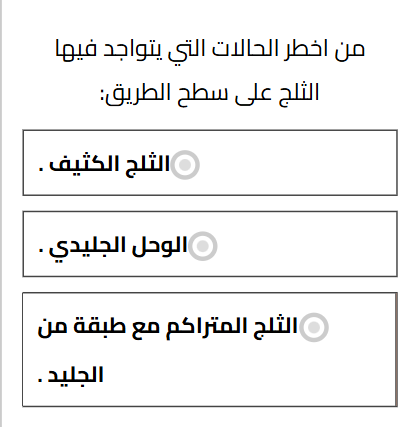 من اخطر الحالات التي يتواجد فيها
الثلج على سطح الطريق:
الثلج الكثيف .
الوحل الجليدي .
الثلج المتراكم مع طبقة من
الجليد .